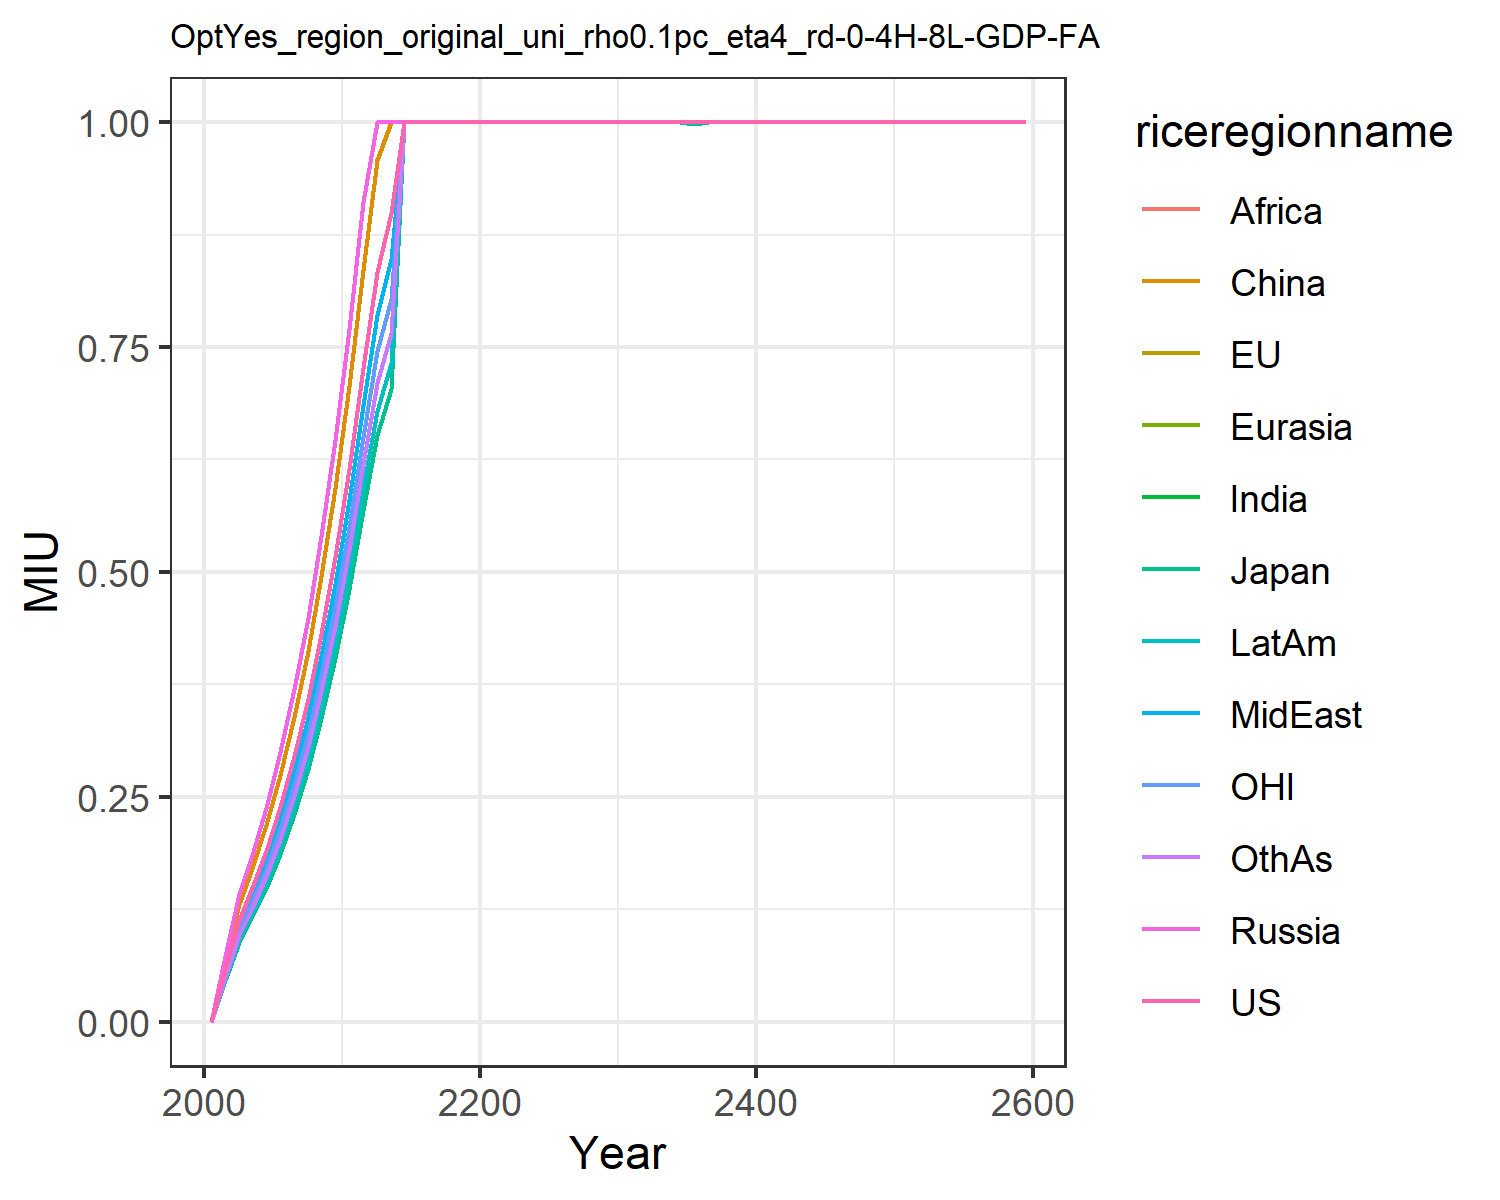 OptYes_region_original_uni_rho0.1pc_eta4_rd-0-4H-8L-GDP-FA
1.00
0.75
0.50
0.25
0.00
MIU
2000 2200 2400 2600
Year
riceregionname
Africa
China
EU
Eurasia
India
Japan
LatAm
MidEast
OHI
OthAs
Russia
US